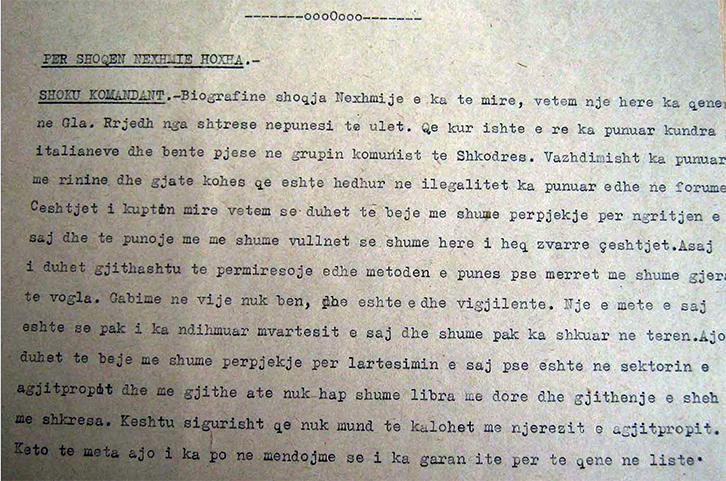 -------oooOooo-------
PER SHOQEN NEXHMIE HOXHA.-
SHOKU KOMANDANT.-Biografine shoqja Nexhmije e ka te mire, vetem nje here ka qene
ne Gla. Rrjedh nga shtrese nepunesi te ulet. Qe kur ishte e re ka punuar kundra
italianeve dhe bente pjese ne grupin komunist te Shkodres. Vazhdimisht ka punuar
me rinine dhe gjate kohes qe eshte hedhur ne ilegalitet ka punuar edhe ne forume
Ceshtjet i kupton mire vetem se duhet te beje me shume perpjekje per ngritjen e
saj dhe te punoje me me shume vullnet se shume here i heq zvarre çeshtjet.Asaj
i duhet gjithashtu te permiresoje edhe metoden e punes pse merret me shume gjera
te vogla. Gabime ne vije nuk ben, dhe eshte edhe vigjilente. Nje e mete e saj
eshte se pak i ka ndihmuar mvartesit e saj dhe shume pak ka shkuar ne teren.Ajo
duhet te beje me shume perpjekje per lartesimin e saj pse eshte ne sektorin e
agjitpropit dhe me gjithe ate nuk hap shume libra me dore dhe gjithenje e sheh
me shkresa. Keshtu sigurisht qe nuk mund te kalohet me njerezit e agjitpropit.
Keto te meta ajo i ka po ne mendojme se i ka garan ite per te qene ne liste.